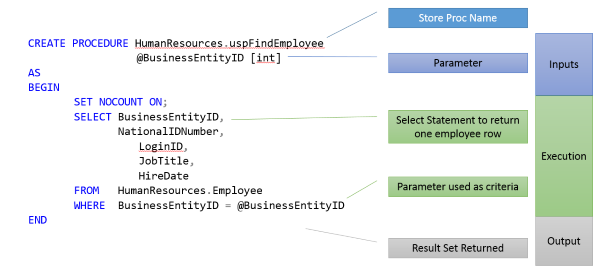 Store Proc Name
CREATE PROCEDURE HumanResources.uspFindEmployee
@BusinessEntityID [int]
Parameter
Inputs
AS
BEGIN
SET NOCOUNT ON;
SELECT BusinessEntityID,
NationalIDNumber,
LoginID,
JobTitle,
HireDate
FROM HumanResources.Employee
WHERE BusinessEntityID = @BusinessEntityID
END
Select Statement to return
one employee row
Execution
Parameter used as criteria
Result Set Returned
Output